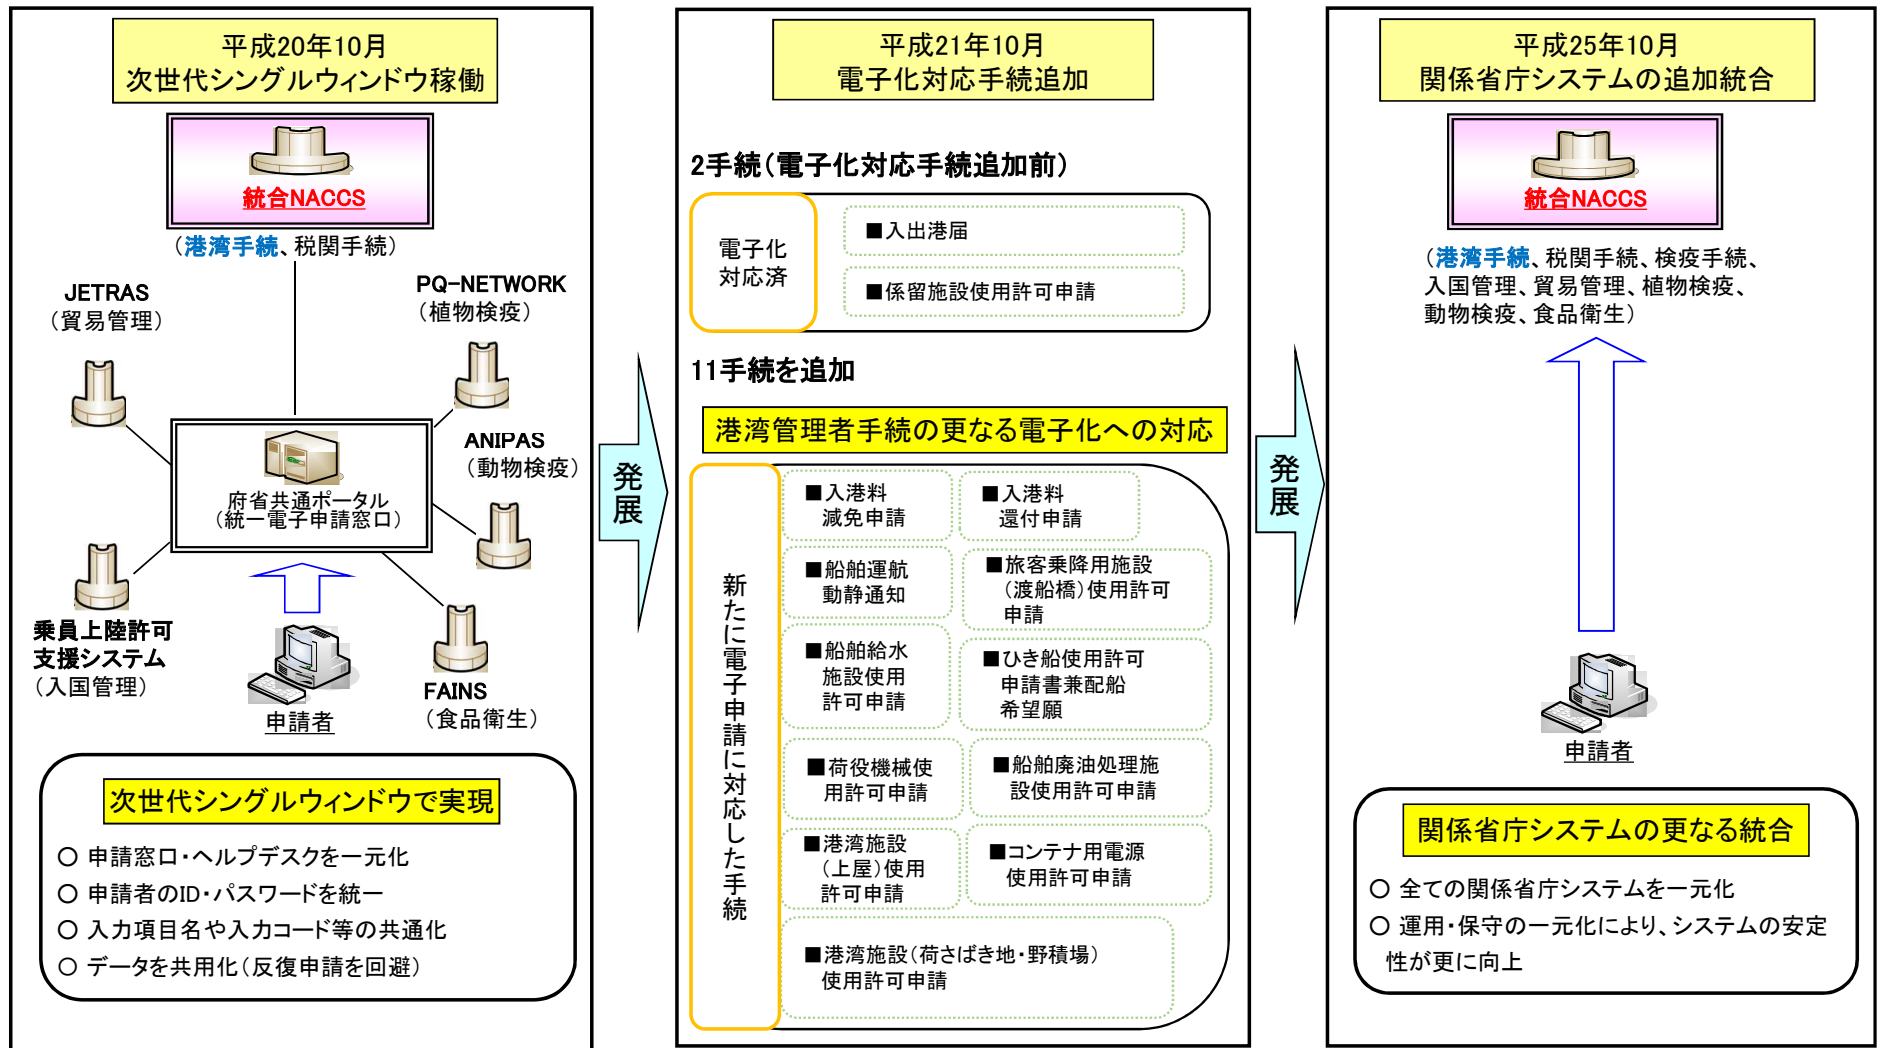 平成20年10月
次世代シングルウィンドウ稼働
統合NACCS
（港湾手続、税関手続）
JETRAS
（貿易管理）
PQ-NETWORK
（植物検疫）
ANIPAS
（動物検疫）
府省共通ポータル
（統一電子申請窓口）
乗員上陸許可
支援システム
（入国管理）
申請者
FAINS
（食品衛生）
次世代シングルウィンドウで実現
○ 申請窓口・ヘルプデスクを一元化
○ 申請者のID・パスワードを統一
○ 入力項目名や入力コード等の共通化
○ データを共用化（反復申請を回避）
発展
平成21年10月
電子化対応手続追加
2手続（電子化対応手続追加前）
電子化
対応済
■入出港届
■係留施設使用許可申請
11手続を追加
港湾管理者手続の更なる電子化への対応
新たに電子申請に対応した手続
■入港料
減免申請
■入港料
還付申請
■船舶運航
動静通知
■旅客乗降用施設
（渡船橋）使用許可
申請
■船舶給水
施設使用
許可申請
■ひき船使用許可
申請書兼配船
希望願
■荷役機械使
用許可申請
■船舶廃油処理施
設使用許可申請
■港湾施設
（上屋）使用
許可申請
■コンテナ用電源
使用許可申請
■港湾施設（荷さばき地・野積場）
使用許可申請
発展
平成25年10月
関係省庁システムの追加統合
統合NACCS
（港湾手続、税関手続、検疫手続、
入国管理、貿易管理、植物検疫、
動物検疫、食品衛生）
申請者
関係省庁システムの更なる統合
○ 全ての関係省庁システムを一元化
○ 運用・保守の一元化により、システムの安定
性が更に向上